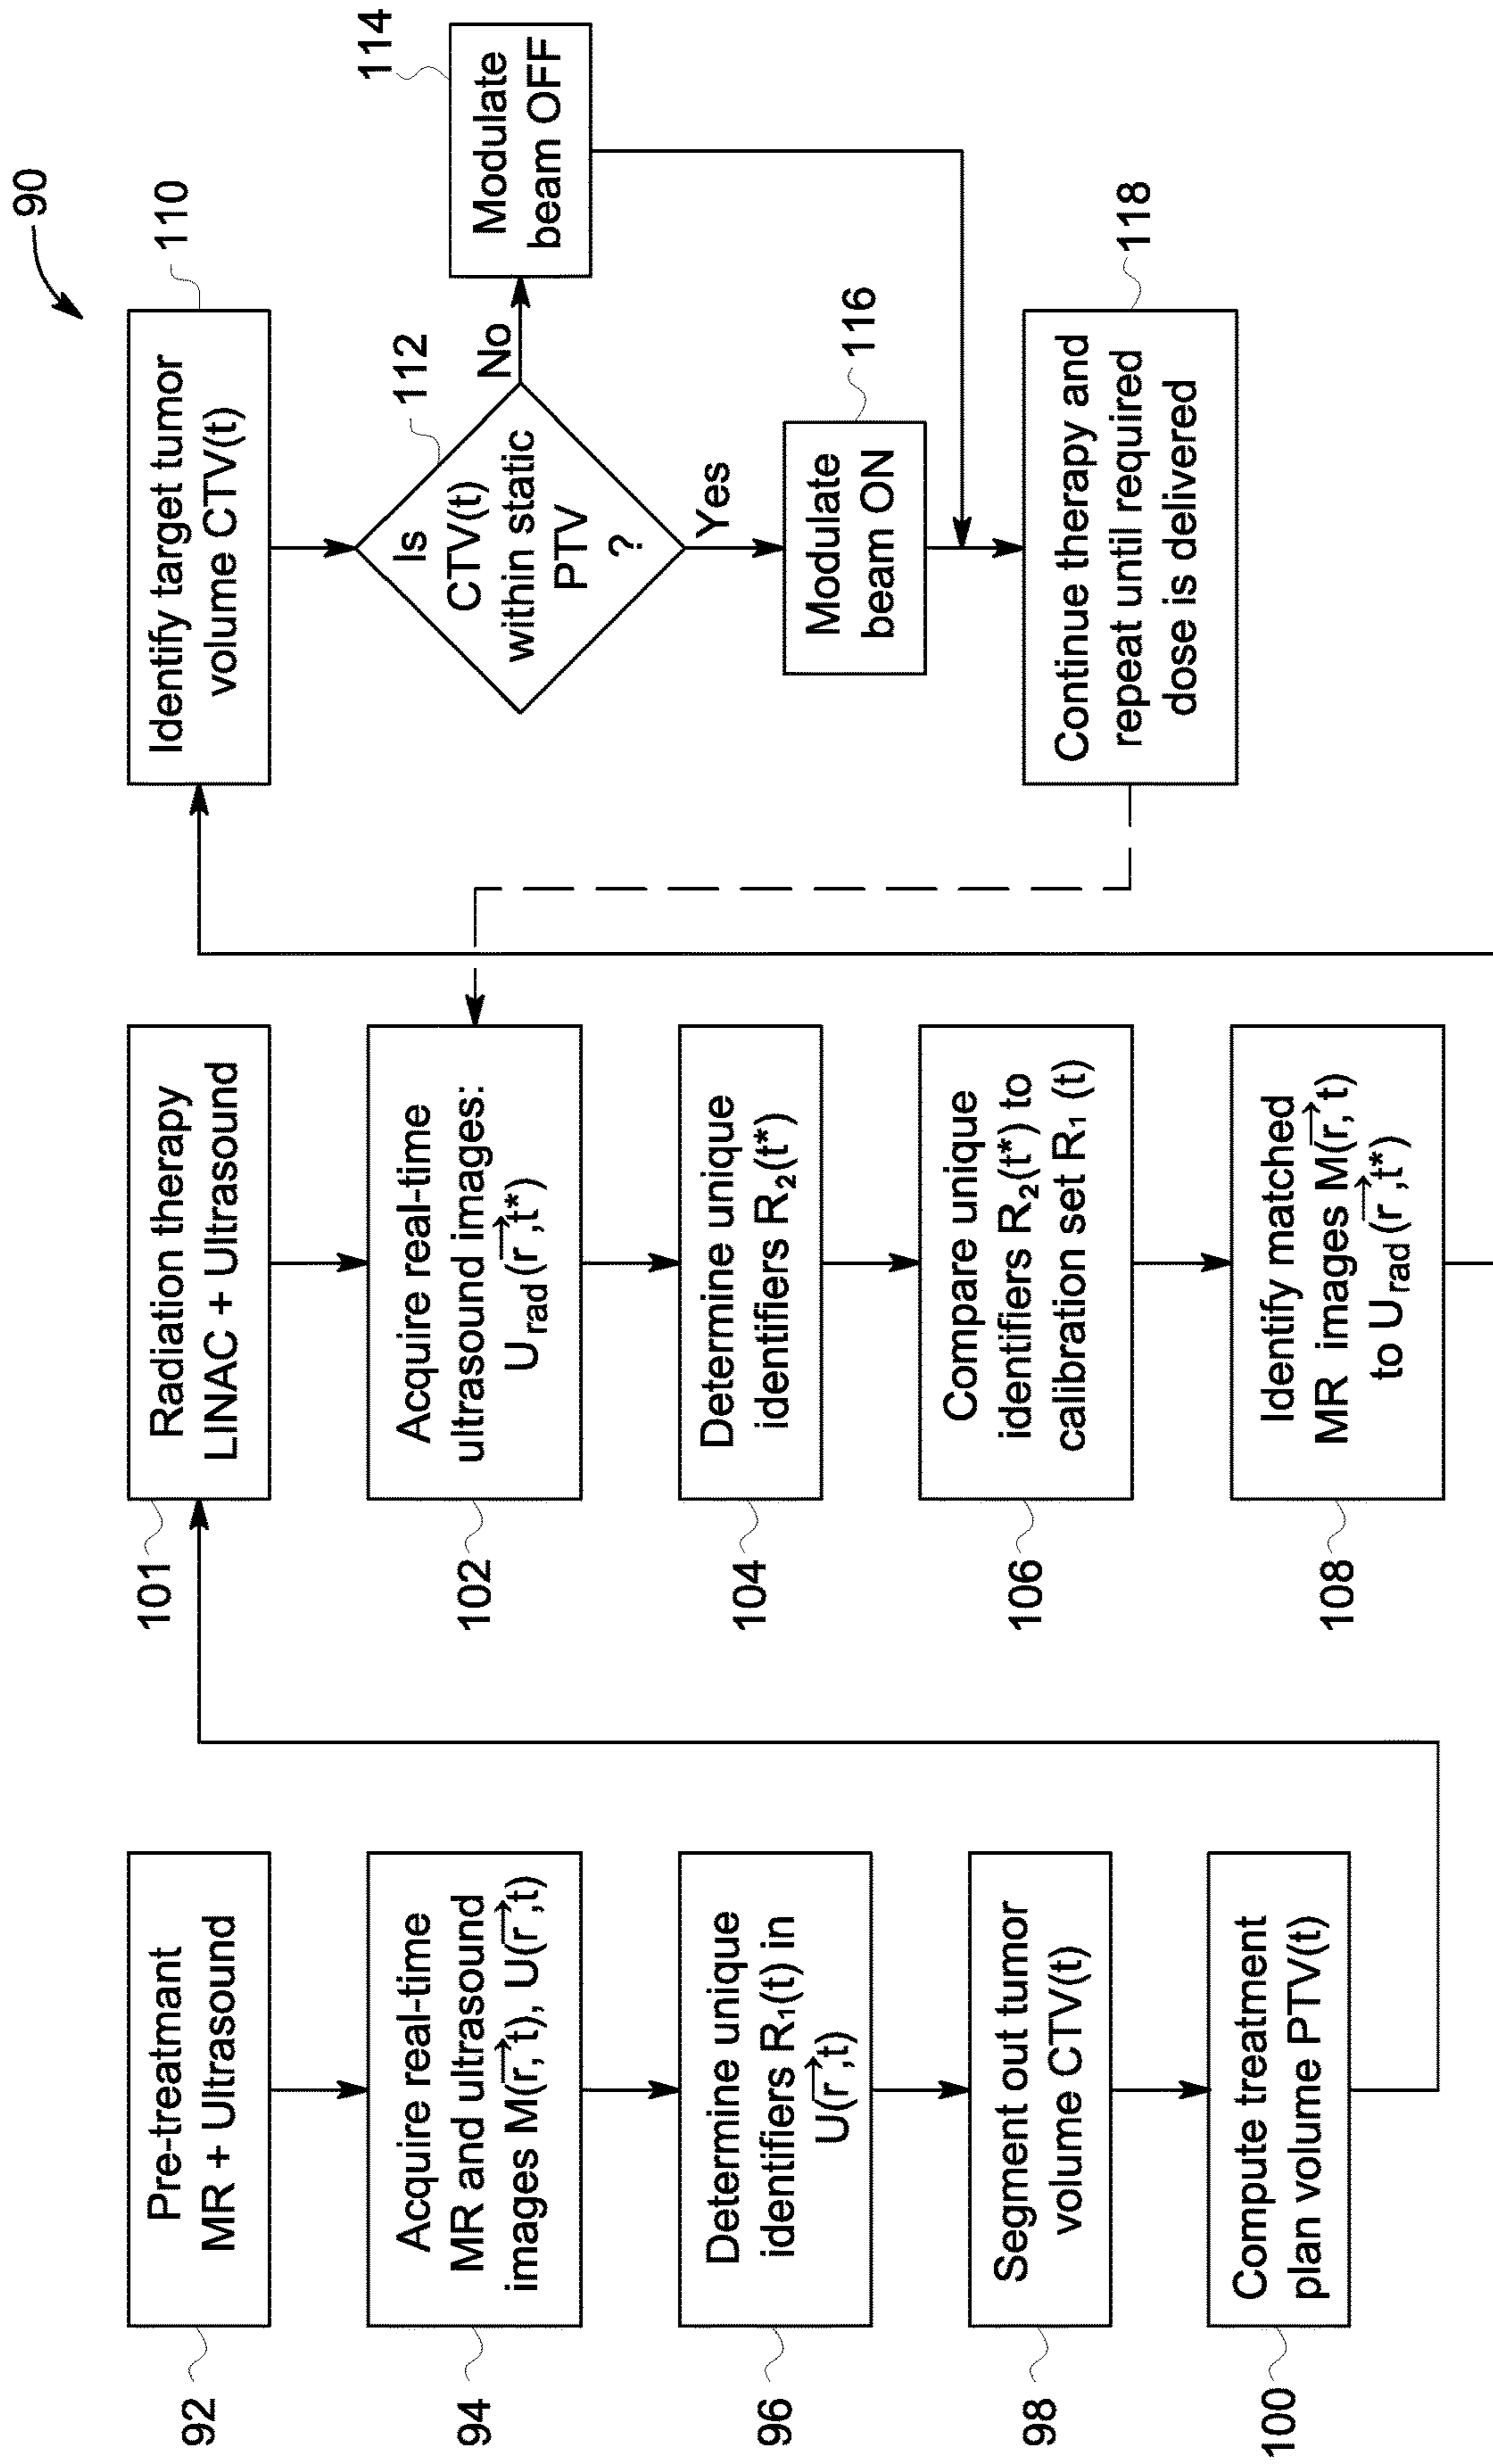 90
92
Pre-treatmant
MR + Ultrasound
94
Acquire real-time
MR and ultrasound
images M(r⃗, t), U(r⃗,t)
96
Determine unique
identifiers R₁(t) in
U(r⃗,t)
98
Segment out tumor
volume CTV(t)
100
Compute treatment
plan volume PTV(t)
101
Radiation therapy
LINAC + Ultrasound
102
Acquire real-time
ultrasound images:
U_rad(r⃗,t*)
104
Determine unique
identifiers R₂(t*)
106
Compare unique
identifiers R₂(t*) to
calibration set R₁ (t)
108
Identify matched
MR images M(r⃗, t)
to U_rad(r⃗,t*)
110
Identify target tumor
volume CTV(t)
112
Is
CTV(t)
within static
PTV
?
No
Yes
114
Modulate
beam OFF
116
Modulate
beam ON
118
Continue therapy and
repeat until required
dose is delivered